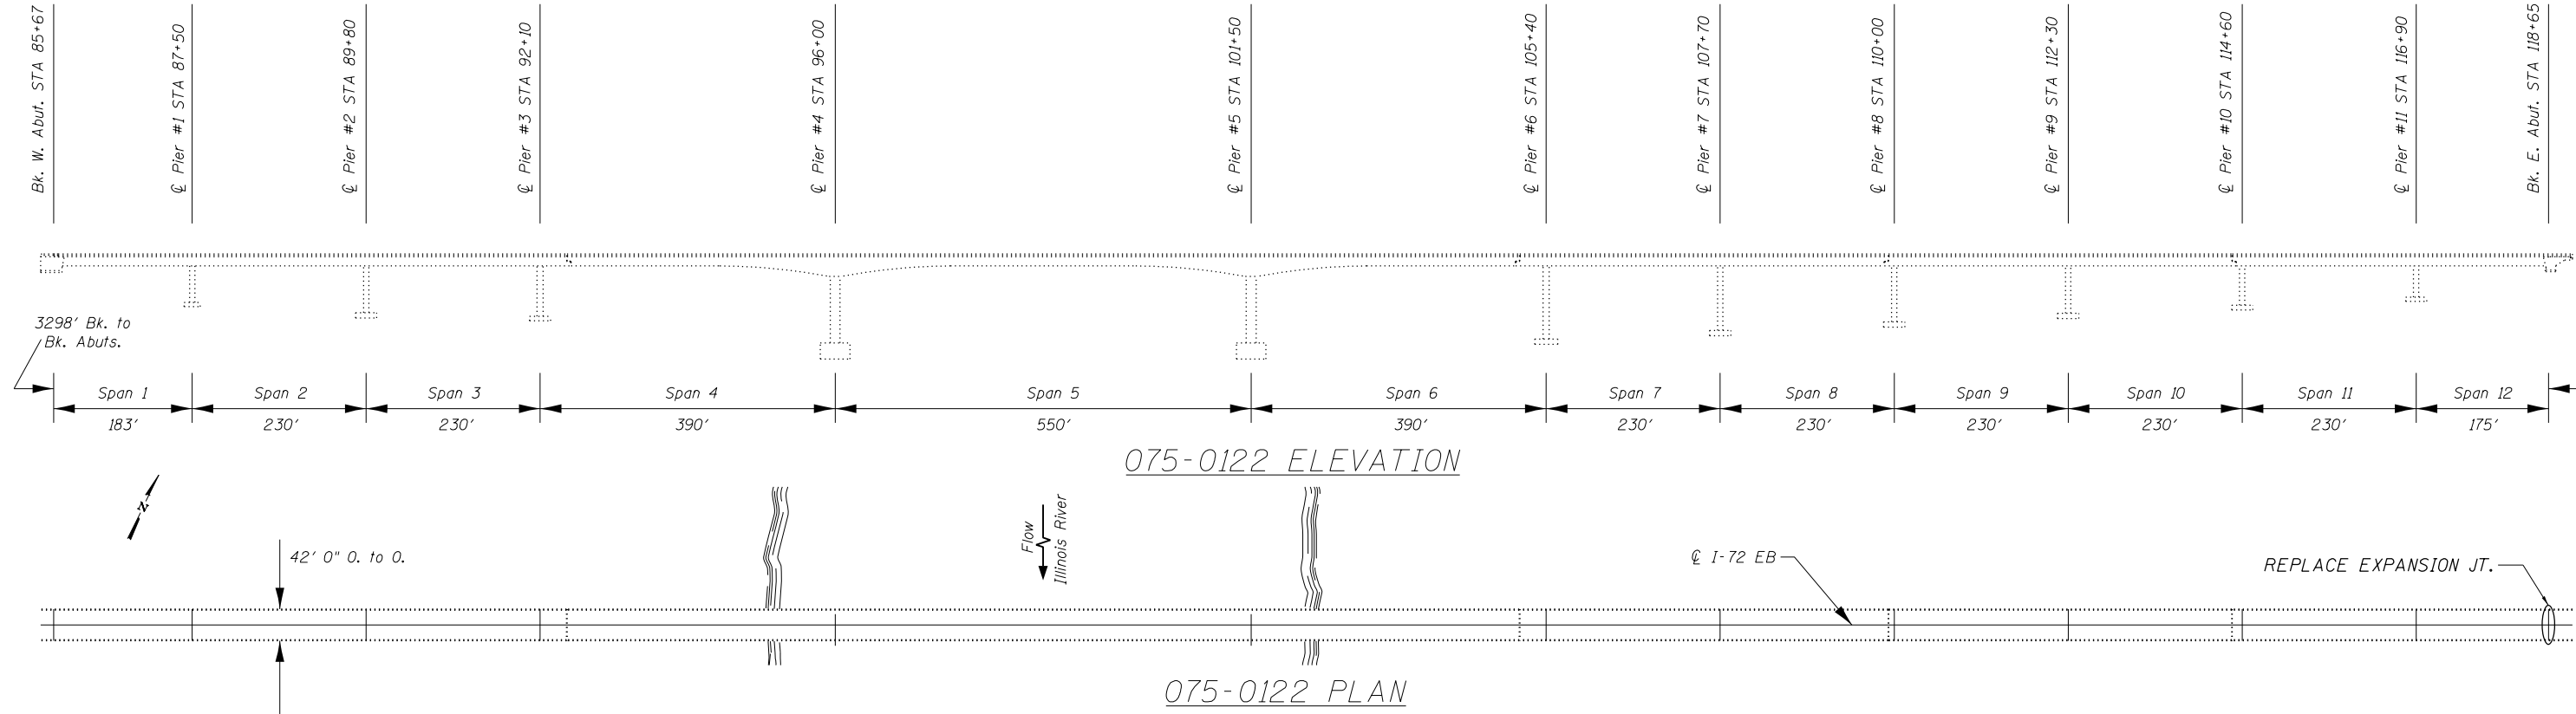 Bk. W. Abut. STA 85+67
℄ Pier #1 STA 87+50
℄ Pier #2 STA 89+80
℄ Pier #3 STA 92+10
℄ Pier #4 STA 96+00
℄ Pier #5 STA 101+50
℄ Pier #6 STA 105+40
℄ Pier #7 STA 107+70
℄ Pier #8 STA 110+00
℄ Pier #9 STA 112+30
℄ Pier #10 STA 114+60
℄ Pier #11 STA 116+90
Bk. E. Abut. STA 118+65
3298' Bk. to
Bk. Abuts.
Span 1
Span 2
Span 3
Span 4
Span 5
Span 6
Span 7
Span 8
Span 9
Span 10
Span 11
Span 12
183'
230'
230'
390'
550'
390'
230'
230'
230'
230'
230'
175'
075-0122 ELEVATION
N
42' 0" O. to O.
Flow
Illinois River
℄ I-72 EB
REPLACE EXPANSION JT.
075-0122 PLAN